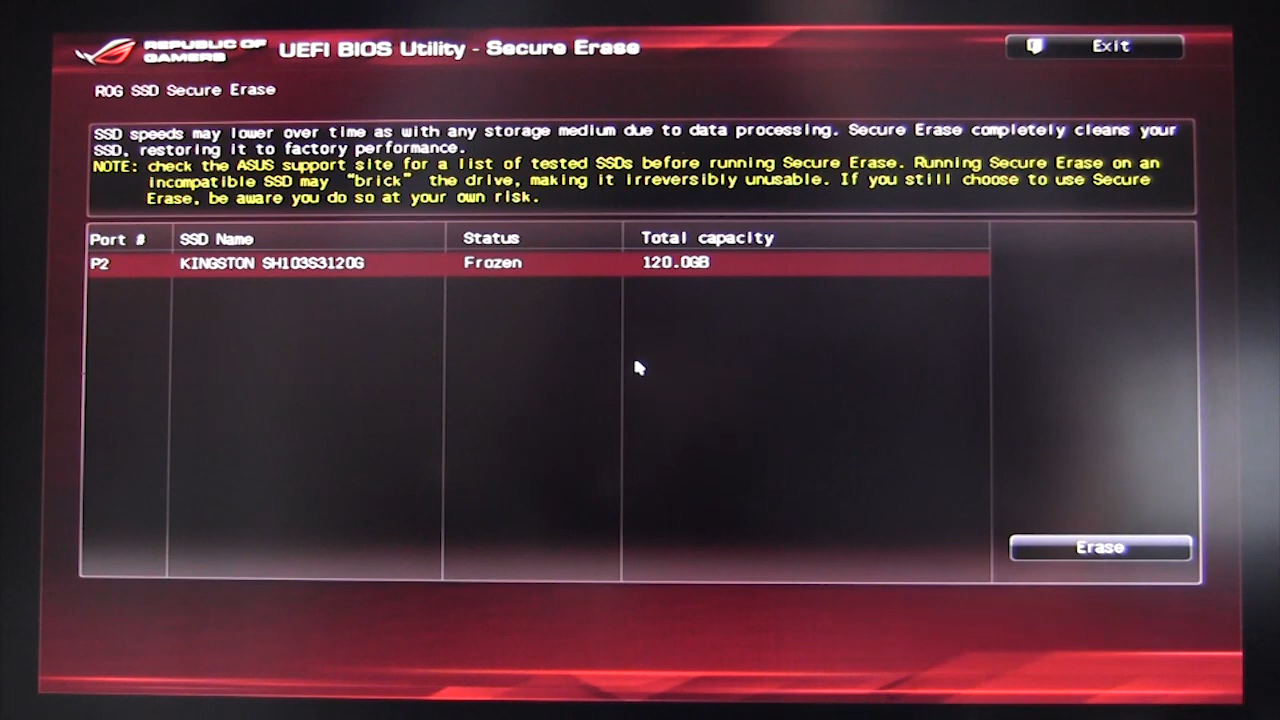 REPUBLIC OF
GAMERS
UEFI BIOS Utility - Secure Erase
Exit
ROG SSD Secure Erase
SSD speeds may lower over time as with any storage medium due to data processing. Secure Erase completely cleans your
SSD, restoring it to factory performance.
NOTE: check the ASUS support site for a list of tested SSDs before running Secure Erase. Running Secure Erase on an
incompatible SSD may “brick” the drive, making it irreversibly unusable. If you still choose to use Secure
Erase, be aware you do so at your own risk.
Port # SSD Name Status Total capacity
P2 KINGSTON SH103S3120G Frozen 120.0GB
Erase